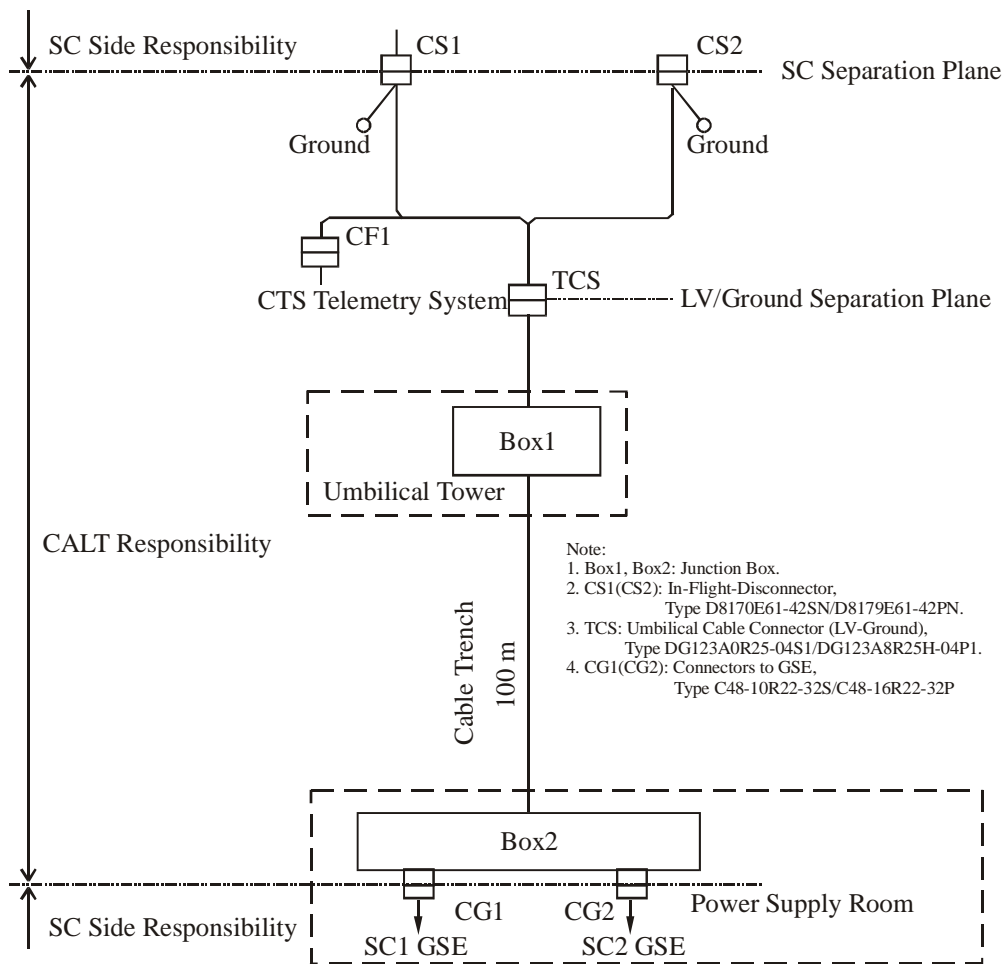 SC Side Responsibility
CS1
CS2
SC Separation Plane
Ground
Ground
CF1
CTS Telemetry System
TCS
LV/Ground Separation Plane
Box1
Umbilical Tower
CALT Responsibility
Note:
1. Box1, Box2: Junction Box.
2. CS1(CS2): In-Flight-Disconnector,
Type D8170E61-42SN/D8179E61-42PN.
3. TCS: Umbilical Cable Connector (LV-Ground),
Type DG123A0R25-04S1/DG123A8R25H-04P1.
4. CG1(CG2): Connectors to GSE,
Type C48-10R22-32S/C48-16R22-32P
Cable Trench
100 m
Box2
CG1
CG2
Power Supply Room
SC Side Responsibility
SC1 GSE
SC2 GSE